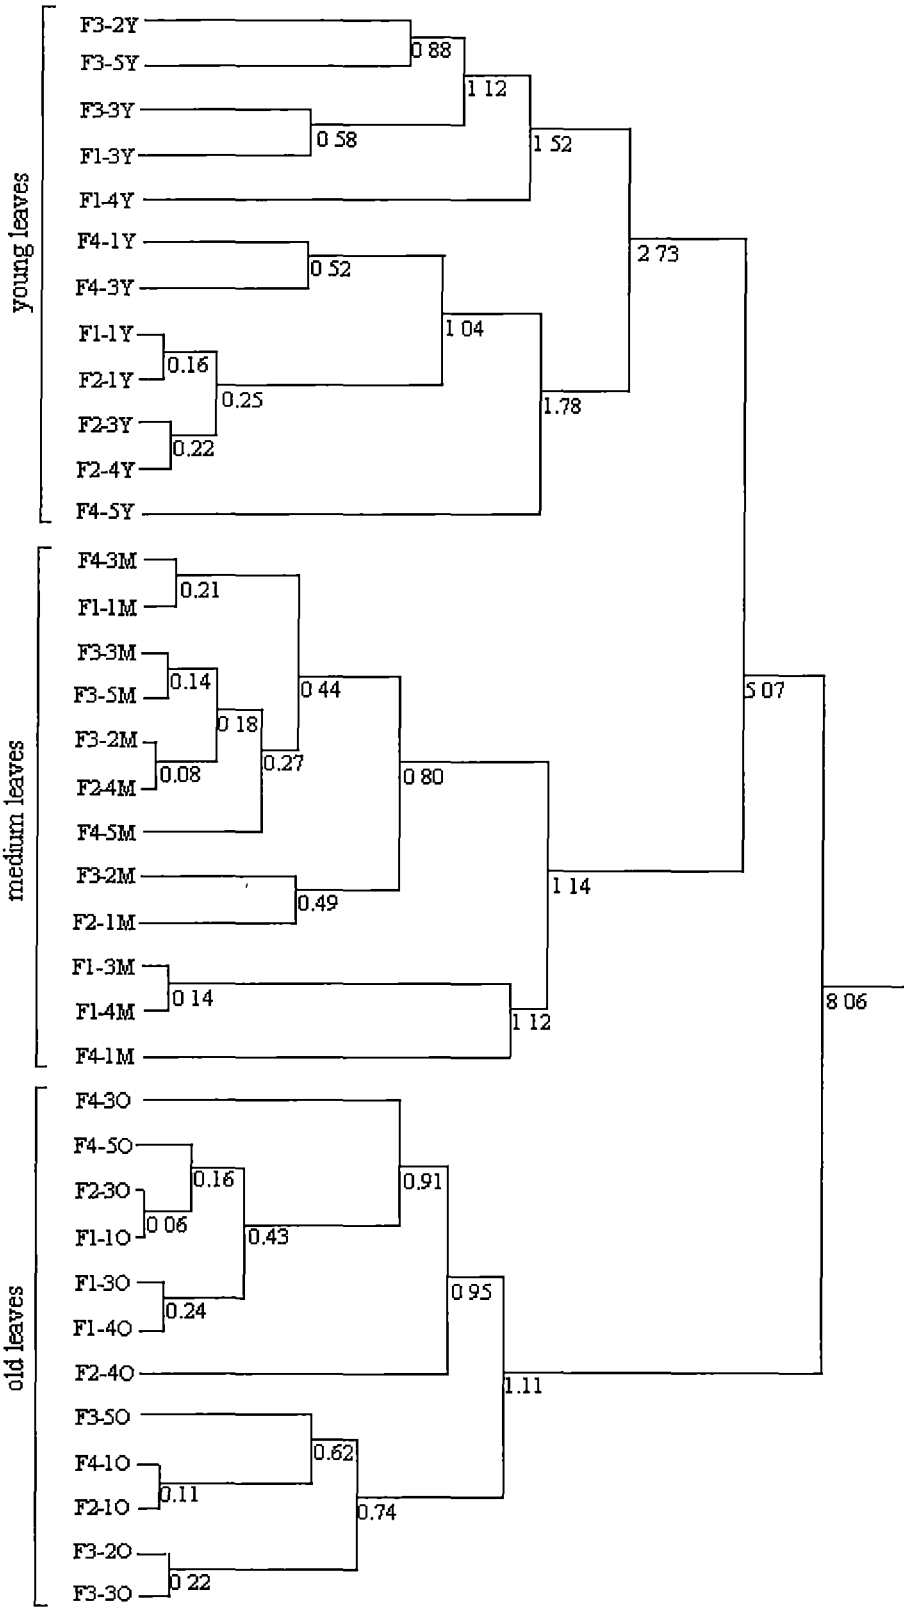 young leaves
F3-2Y
0 88
F3-5Y
1 12
F3-3Y
0 58
1 52
F1-3Y
F1-4Y
F4-1Y
2 73
0 52
F4-3Y
F1-1Y
1 04
0.16
F2-1Y
0.25
1.78
F2-3Y
0.22
F2-4Y
F4-5Y
medium leaves
F4-3M
0.21
F1-1M
F3-3M
0.14
0 44
5 07
F3-5M
0 18
F3-2M
0.27
0.08
0 80
F2-4M
F4-5M
F3-2M
1 14
0.49
F2-1M
F1-3M
0 14
8 06
F1-4M
1 12
F4-1M
old leaves
F4-3O
F4-5O
0.16
0.91
F2-3O
0 06
F1-1O
0.43
F1-3O
0 95
0.24
F1-4O
F2-4O
1.11
F3-5O
0.62
F4-1O
0.11
F2-1O
0.74
F3-2O
0 22
F3-3O